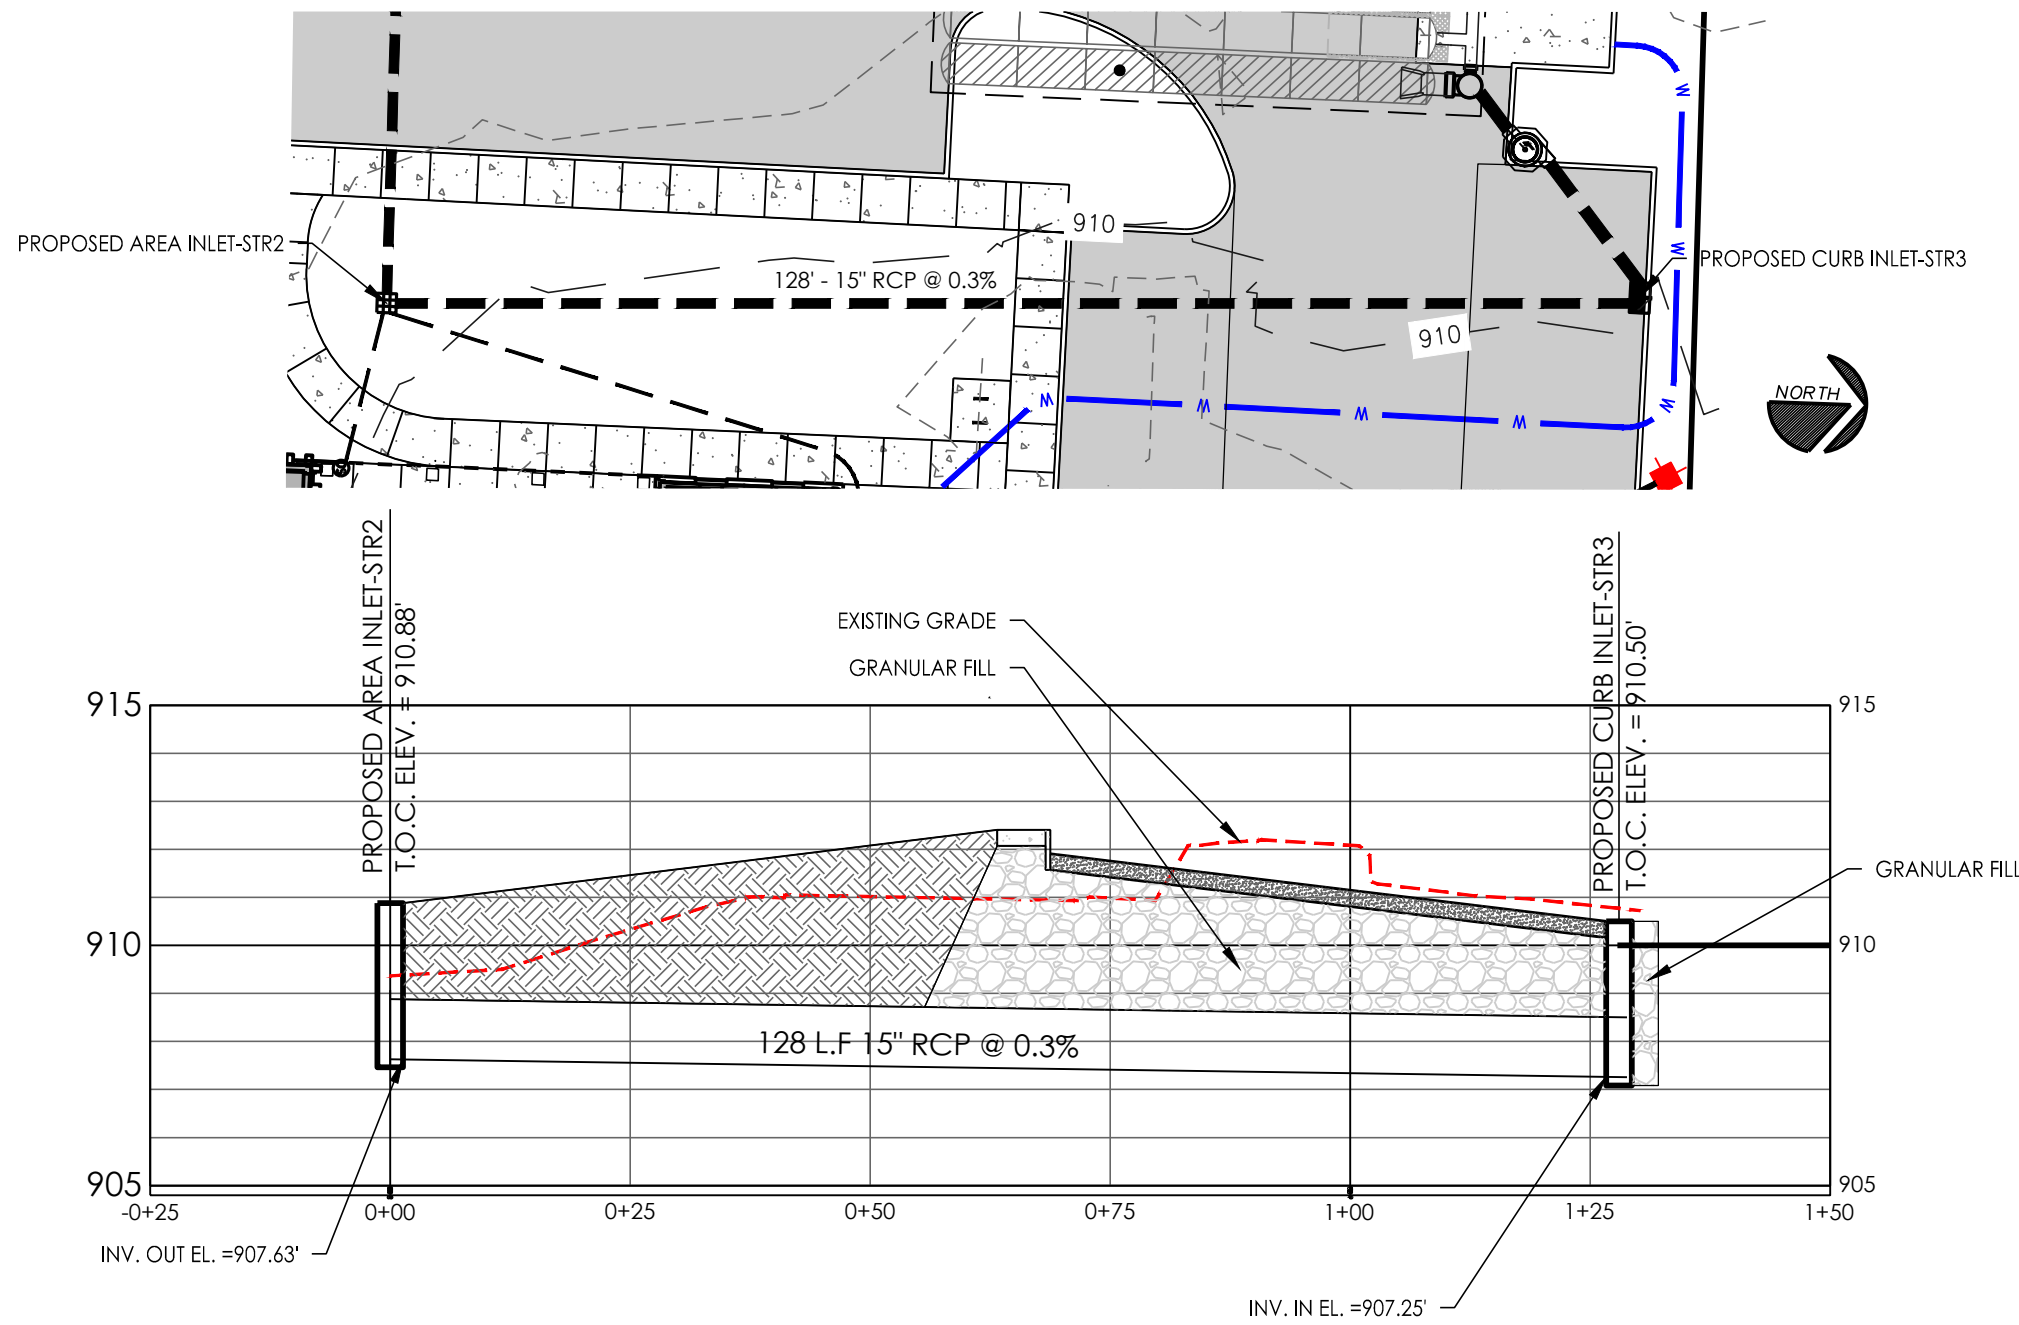 910
PROPOSED AREA INLET-STR2
128' - 15" RCP @ 0.3%
PROPOSED CURB INLET-STR3
910
NORTH
W
W
W
W
W
W
W
PROPOSED AREA INLET-STR2
T.O.C. ELEV. = 910.88'
EXISTING GRADE
GRANULAR FILL
PROPOSED CURB INLET-STR3
T.O.C. ELEV. = 910.50'
915
915
GRANULAR FILL
910
910
128 L.F 15" RCP @ 0.3%
905
905
-0+25
0+00
0+25
0+50
0+75
1+00
1+25
1+50
INV. OUT EL. =907.63'
INV. IN EL. =907.25'